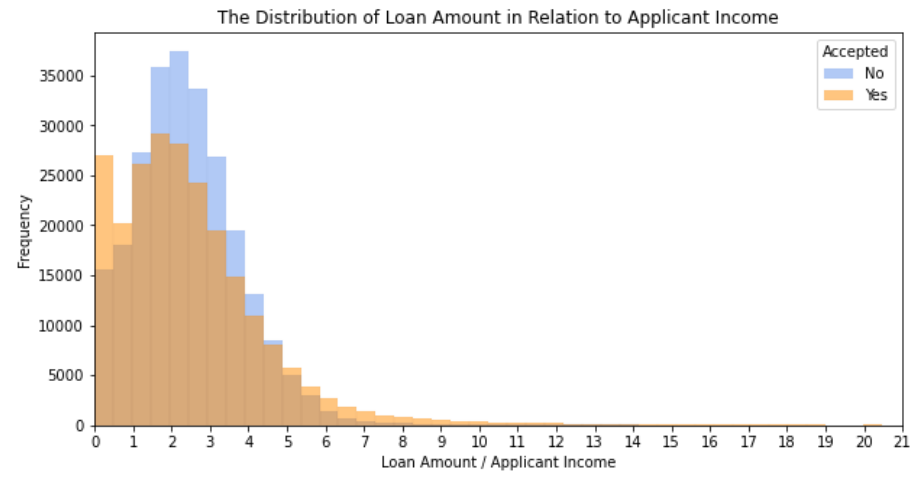 The Distribution of Loan Amount in Relation to Applicant Income
Accepted
No
Yes
Frequency
35000
30000
25000
20000
15000
10000
5000
0
0 1 2 3 4 5 6 7 8 9 10 11 12 13 14 15 16 17 18 19 20 21
Loan Amount / Applicant Income